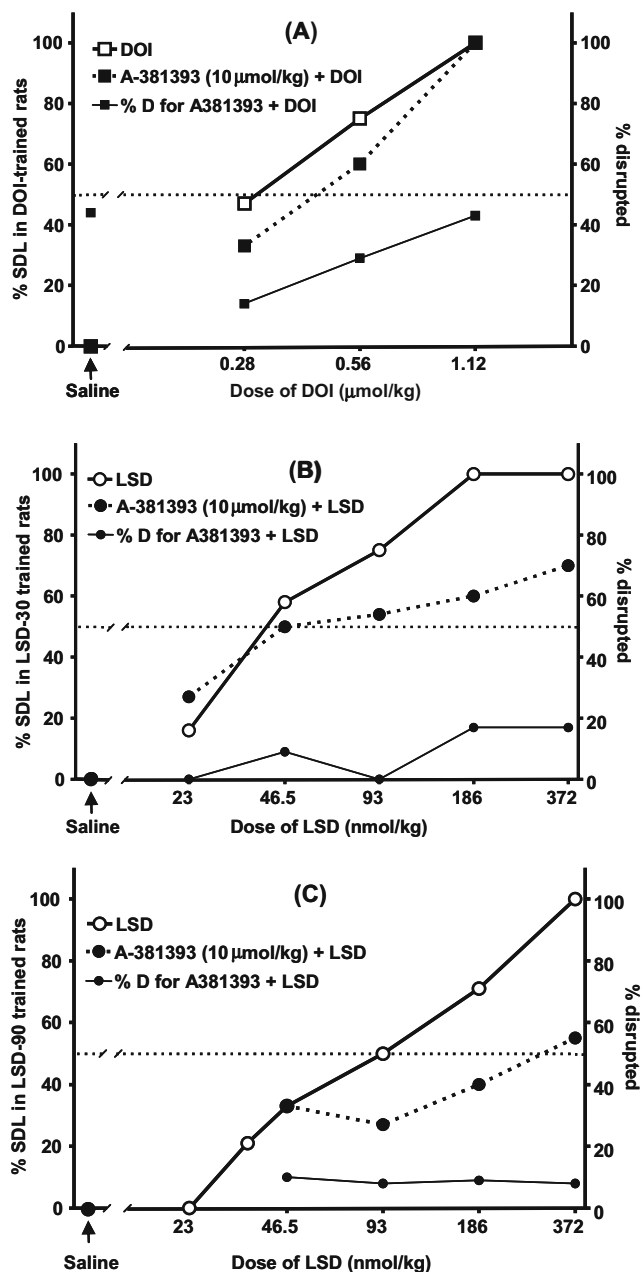 (A)
DOI
A-381393 (10 μmol/kg) + DOI
% D for A381393 + DOI
% SDL in DOI-trained rats
% disrupted
100
80
60
40
20
0
100
80
60
40
20
0
0.28 0.56 1.12
Saline
Dose of DOI (μmol/kg)
(B)
LSD
A-381393 (10 μmol/kg) + LSD
% D for A381393 + LSD
% SDL in LSD-30 trained rats
% disrupted
100
80
60
40
20
0
100
80
60
40
20
0
23 46.5 93 186 372
Saline
Dose of LSD (nmol/kg)
(C)
LSD
A-381393 (10 μmol/kg) + LSD
% D for A381393 + LSD
% SDL in LSD-90 trained rats
% disrupted
100
80
60
40
20
0
100
80
60
40
20
0
23 46.5 93 186 372
Saline
Dose of LSD (nmol/kg)